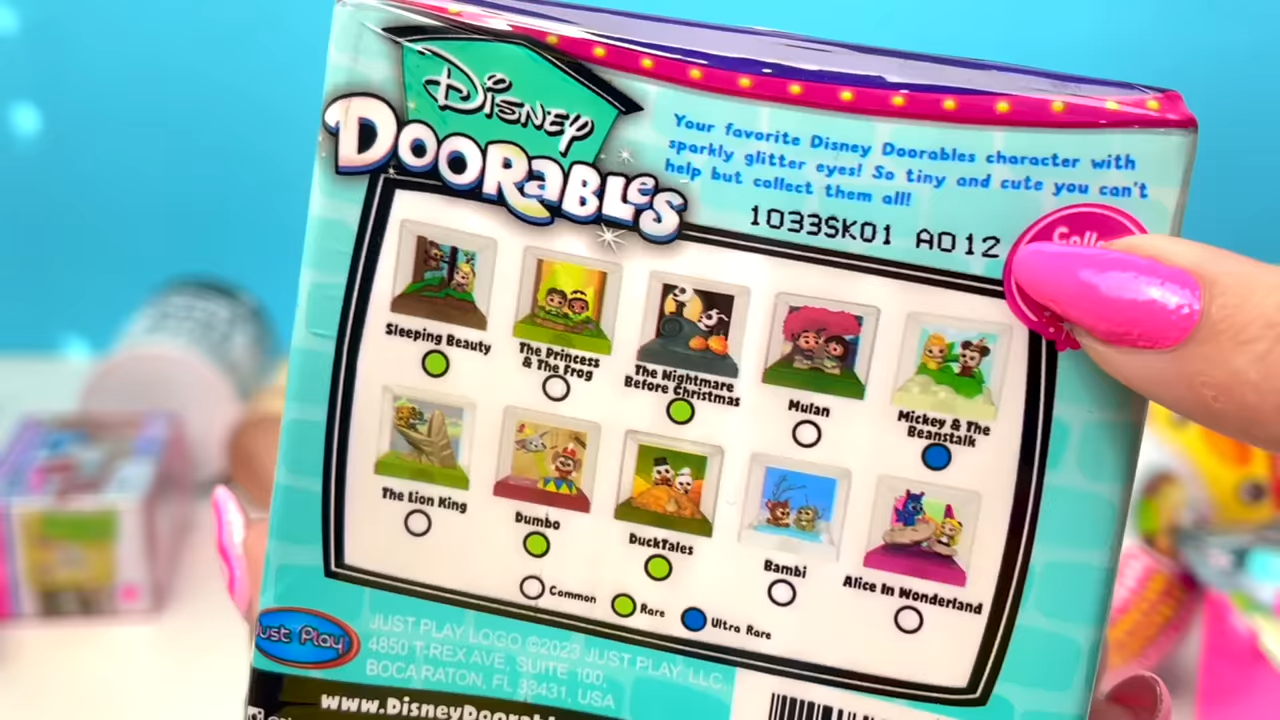 Disney
Doorables
Your favorite Disney Doorables character with
sparkly glitter eyes! So tiny and cute you can't
help but collect them all!
1033SK01 A012
Sleeping Beauty
The Princess
& The Frog
The Nightmare
Before Christmas
Mulan
Mickey & The
Beanstalk
The Lion King
Dumbo
DuckTales
Bambi
Alice In Wonderland
Common
Rare
Ultra Rare
Just Play
JUST PLAY LOGO ©2023 JUST PLAY, LLC.
4850 T-REX AVE, SUITE 100,
BOCA RATON, FL 33431, USA